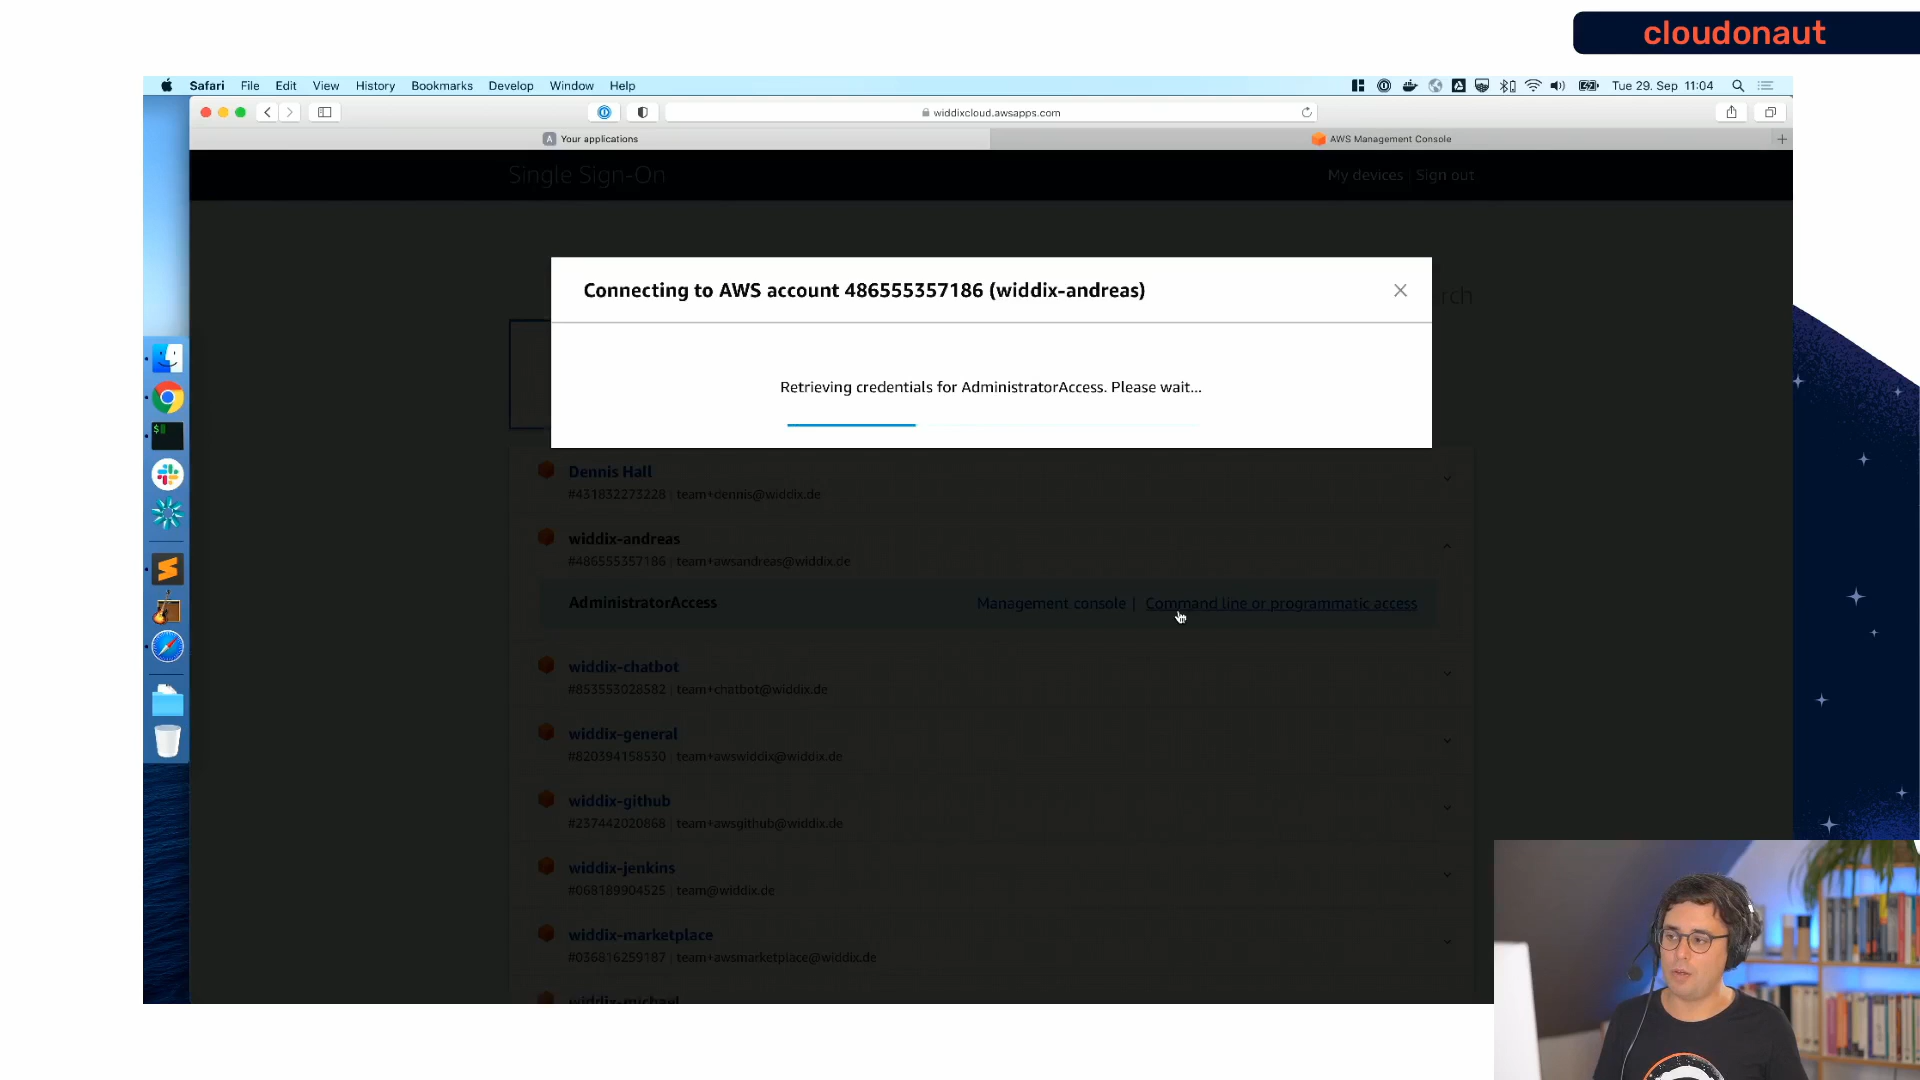 cloudonaut
Safari File Edit View History Bookmarks Develop Window Help
Tue 29. Sep 11:04
widdixcloud.awsapps.com
Your applications
AWS Management Console
Single Sign-On
My devices | Sign out
Connecting to AWS account 486555357186 (widdix-andreas)
rch
Retrieving credentials for AdministratorAccess. Please wait...
Dennis Hall
#431832273228 | team+dennis@widdix.de
widdix-andreas
#486555357186 | team+awsandreas@widdix.de
AdministratorAccess
Management console | Command line or programmatic access
widdix-chatbot
#853553028582 | team+chatbot@widdix.de
widdix-general
#820394158530 | team+awswiddix@widdix.de
widdix-github
#237442020868 | team+awsgithub@widdix.de
widdix-jenkins
#068189904525 | team@widdix.de
widdix-marketplace
#036816259187 | team+awsmarketplace@widdix.de
widdix-michael